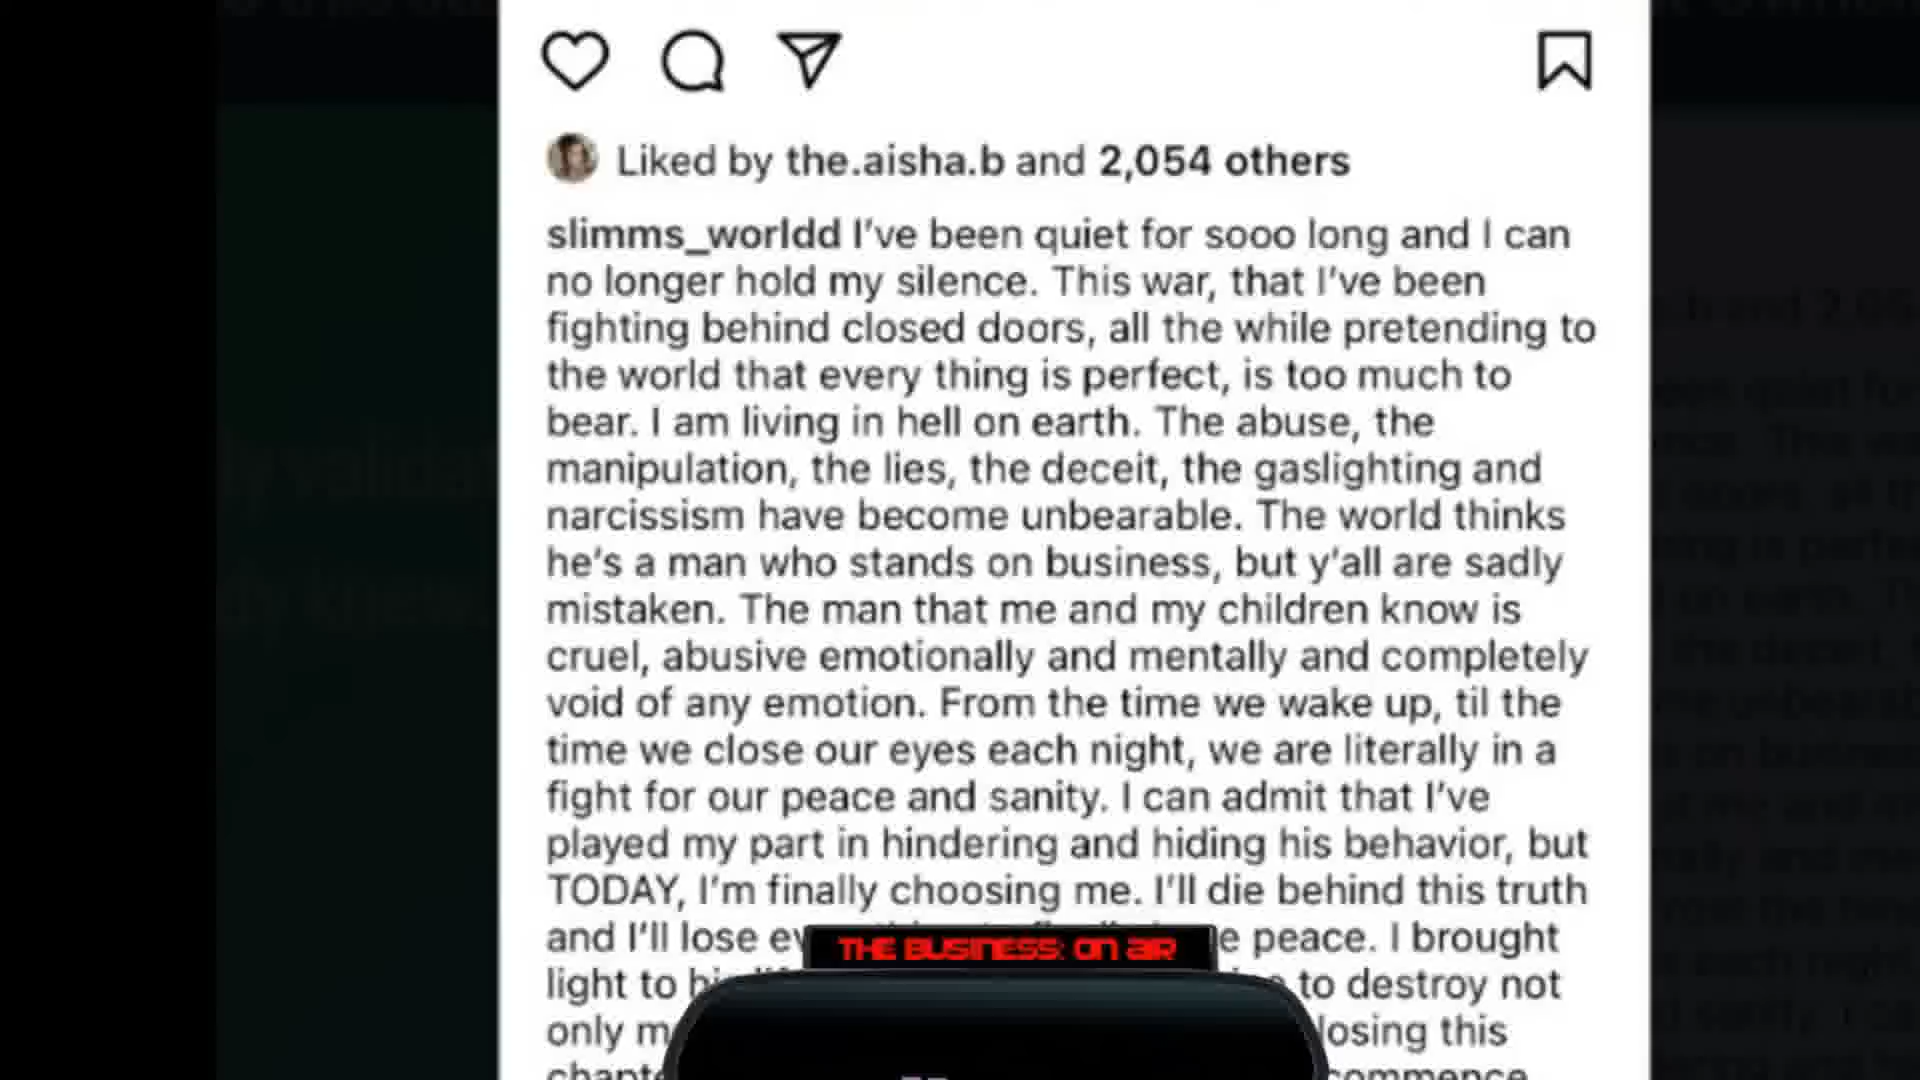 Liked by the.aisha.b and 2,054 others
slimms_worldd I've been quiet for sooo long and I can
no longer hold my silence. This war, that I've been
fighting behind closed doors, all the while pretending to
the world that every thing is perfect, is too much to
bear. I am living in hell on earth. The abuse, the
manipulation, the lies, the deceit, the gaslighting and
narcissism have become unbearable. The world thinks
he's a man who stands on business, but y'all are sadly
mistaken. The man that me and my children know is
cruel, abusive emotionally and mentally and completely
void of any emotion. From the time we wake up, til the
time we close our eyes each night, we are literally in a
fight for our peace and sanity. I can admit that I've
played my part in hindering and hiding his behavior, but
TODAY, I'm finally choosing me. I'll die behind this truth
and I'll lose peace. I brought
THE BUSINESS: ON AIR
light to to destroy not
only losing this
commence